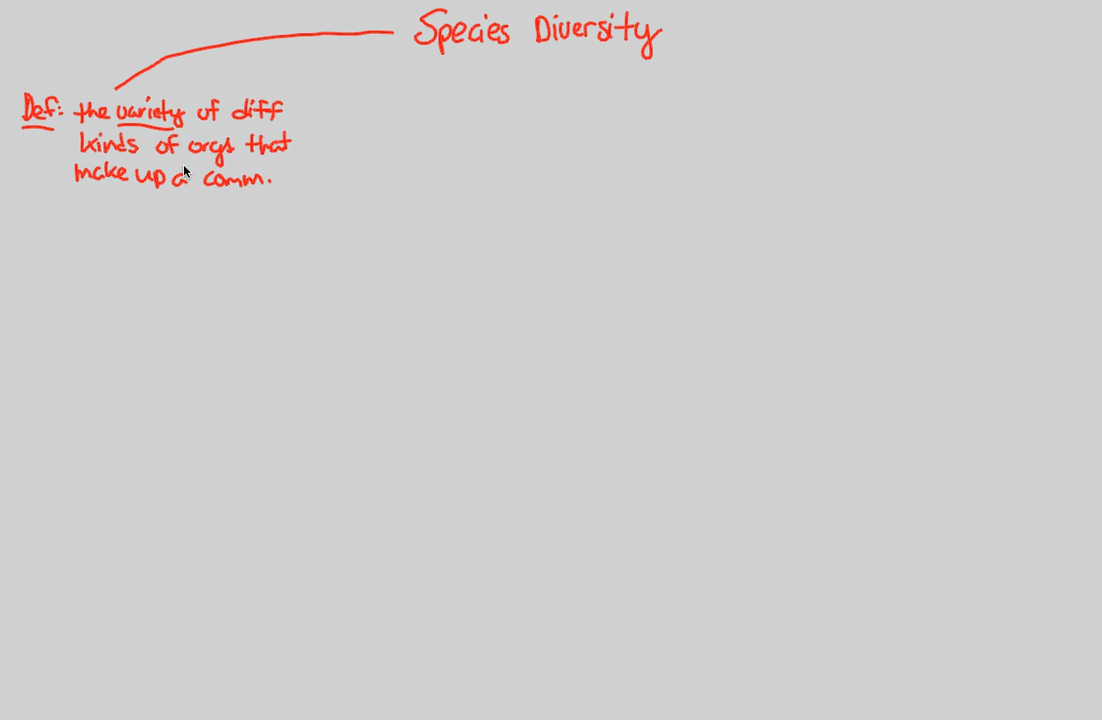 Species Diversity
Def: the variety of diff
kinds of orgs that
make up a comm.